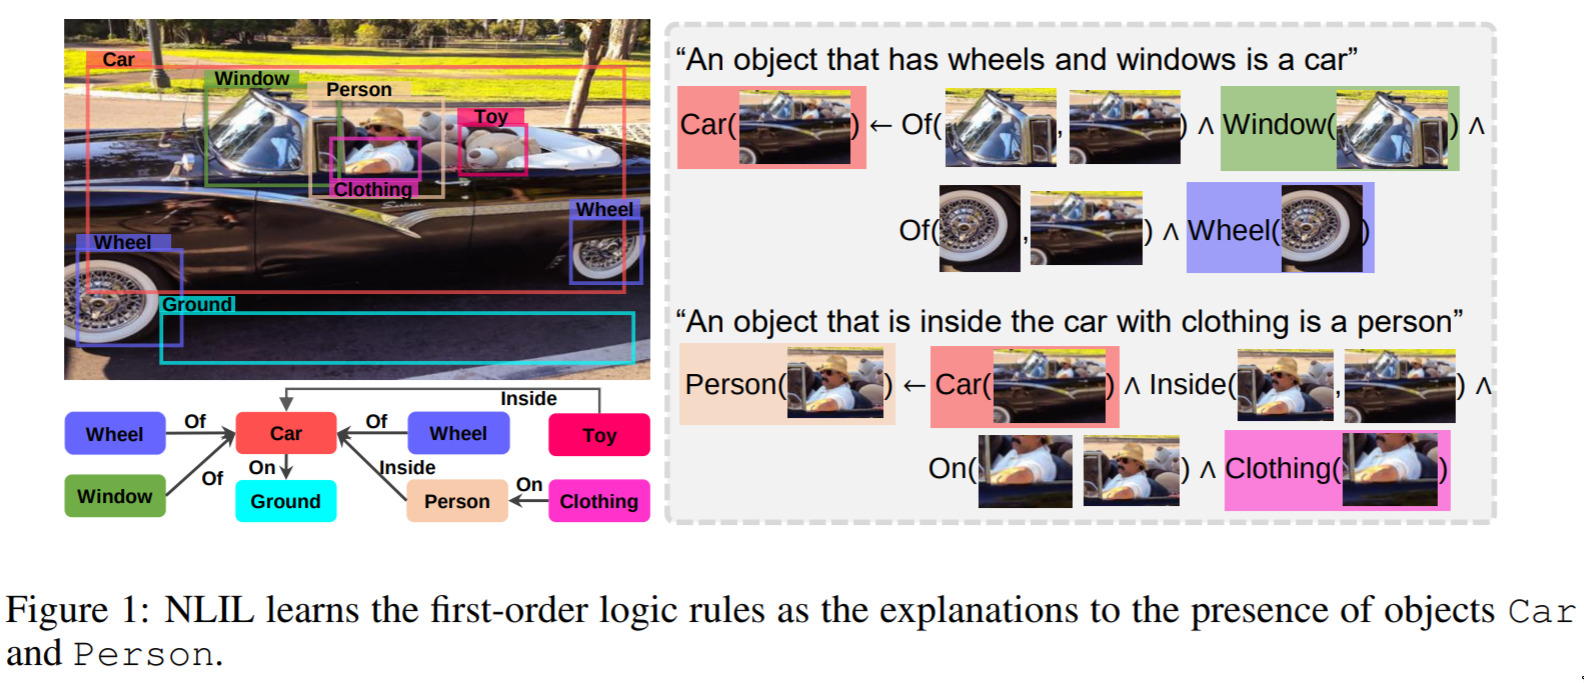 Car
Window
Person
Toy
Clothing
Wheel
Wheel
Ground
Inside
Wheel
Of
Car
Of
Wheel
Toy
Window
Of
On
Ground
Inside
Person
On
Clothing
“An object that has wheels and windows is a car”
Car( ) ← Of( , ) ∧ Window( ) ∧
Of( , ) ∧ Wheel( )
“An object that is inside the car with clothing is a person”
Person( ) ← Car( ) ∧ Inside( , ) ∧
On( , ) ∧ Clothing( )
Figure 1: NLIL learns the first-order logic rules as the explanations to the presence of objects Car
and Person.